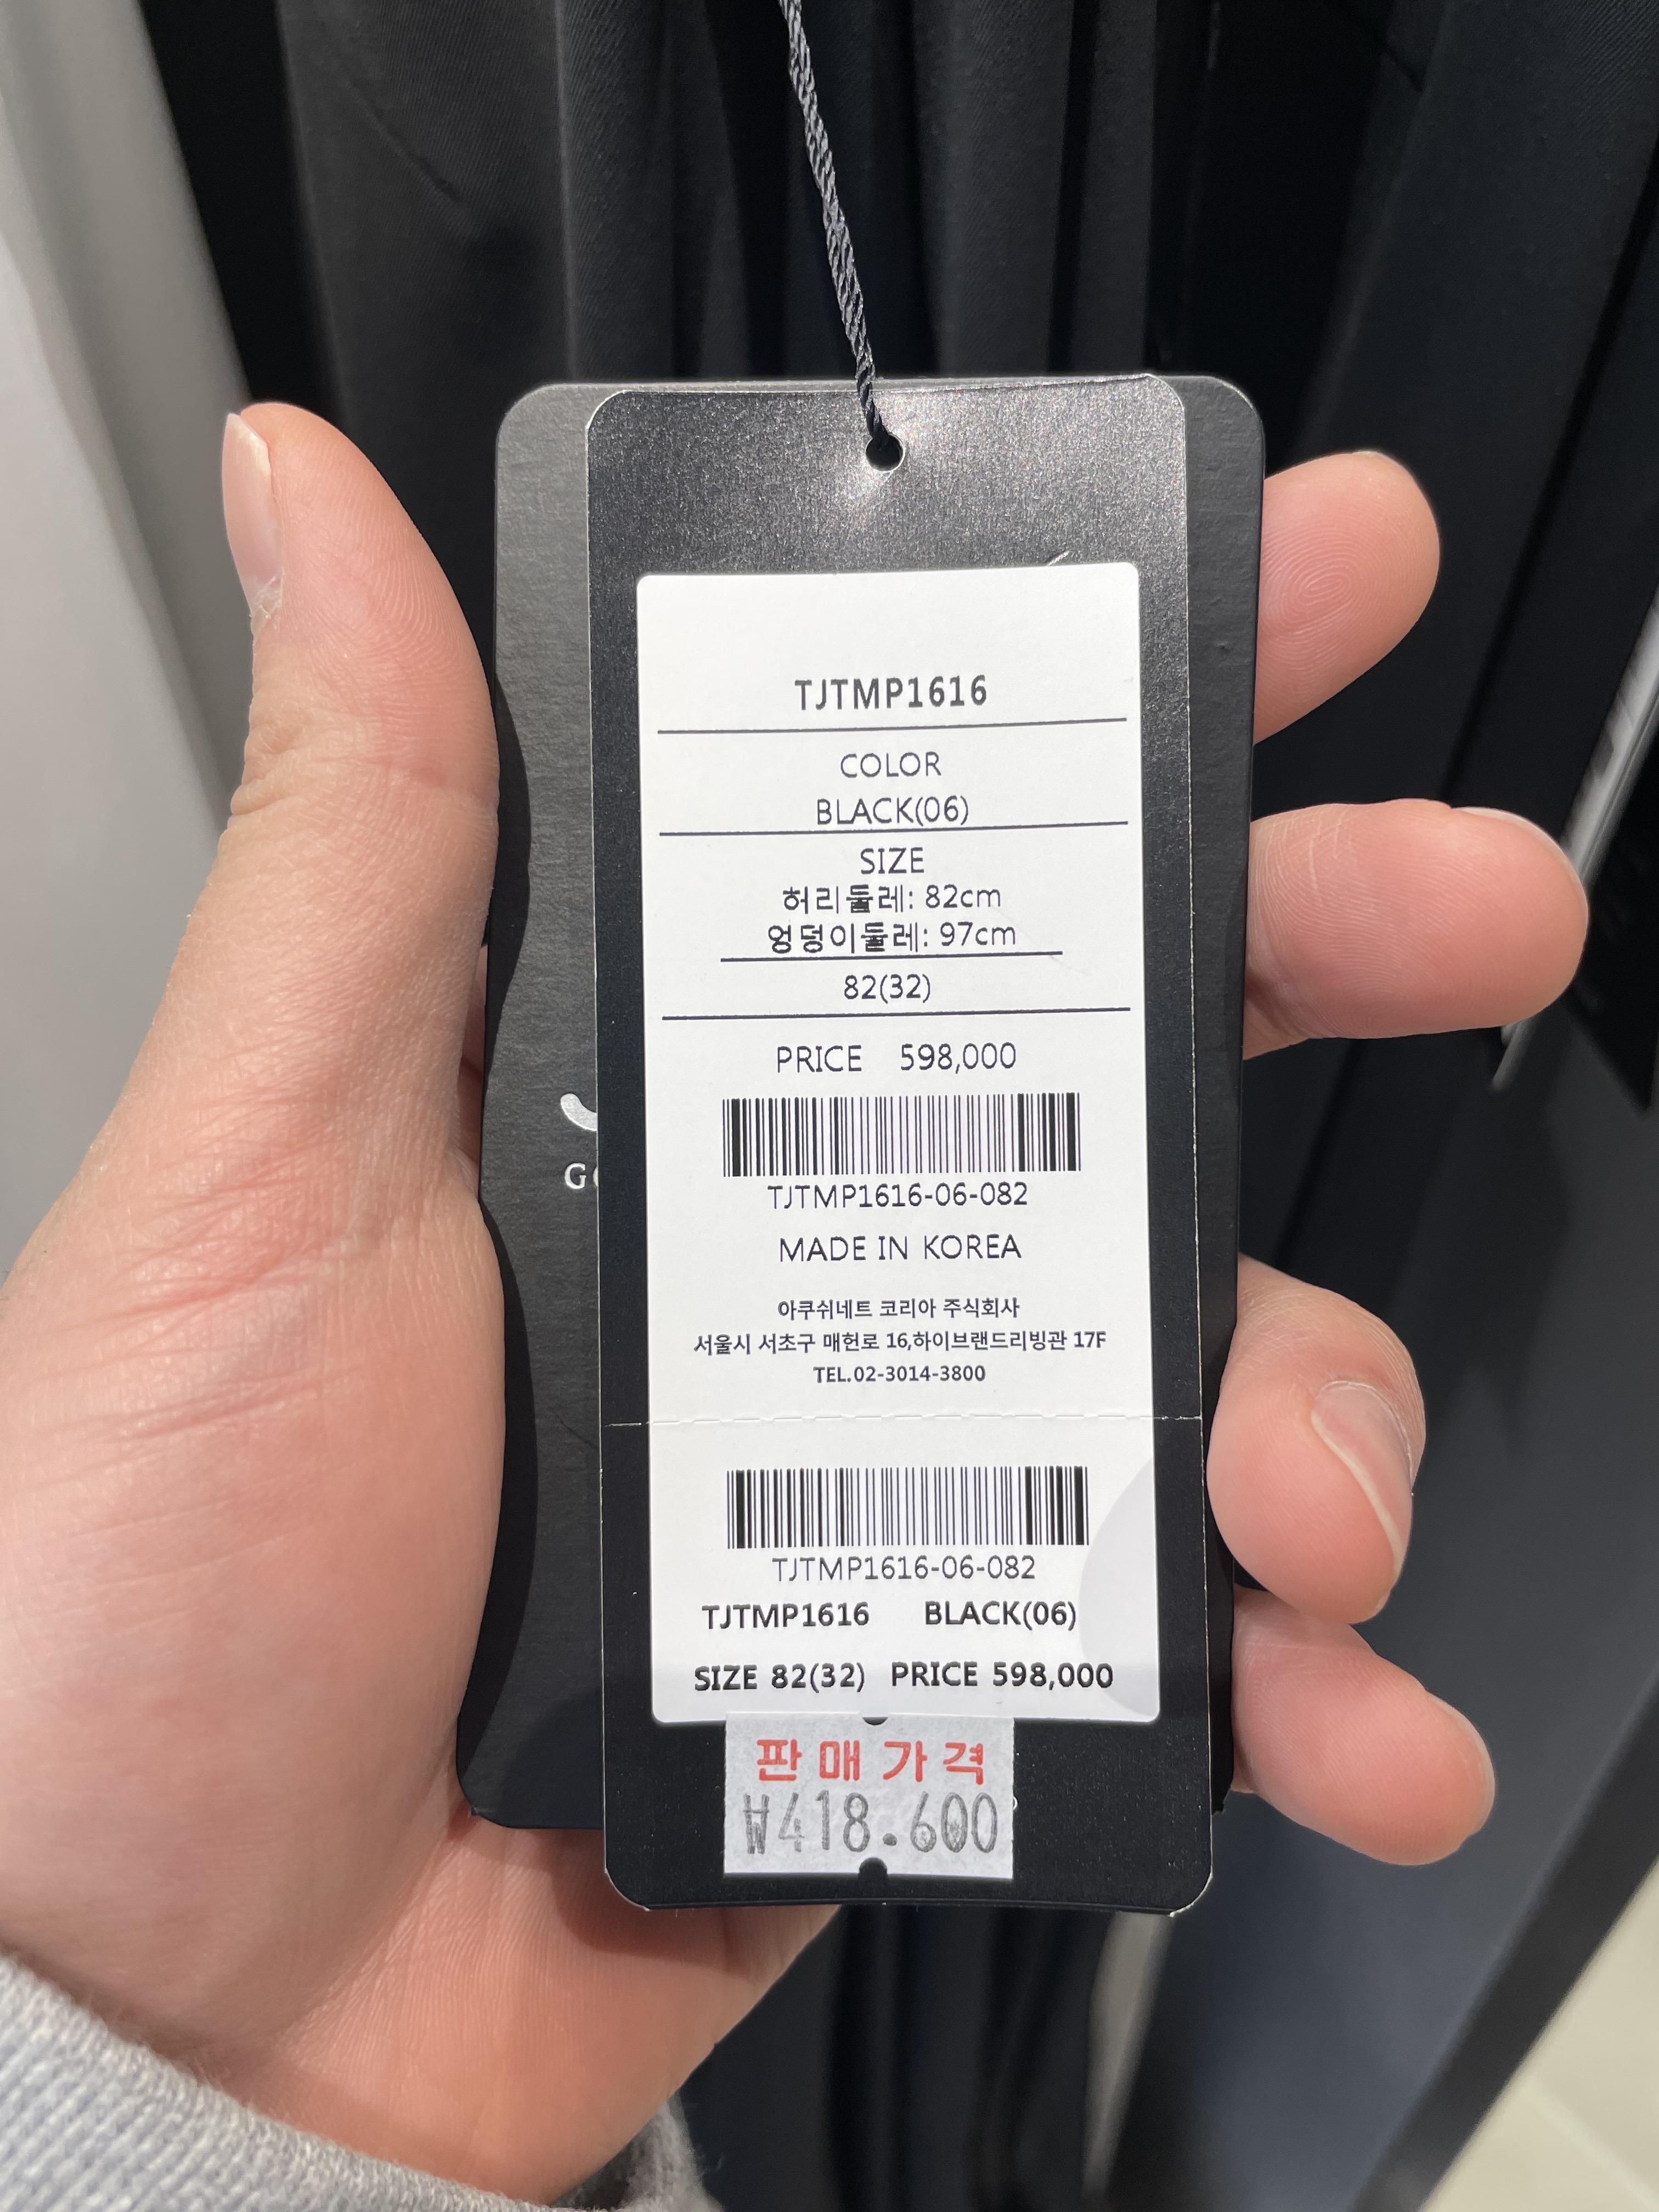 TJTMP1616
COLOR
BLACK(06)
SIZE
허리둘레: 82cm
엉덩이둘레: 97cm
82(32)
PRICE 598,000
TJTMP1616-06-082
MADE IN KOREA
아쿠쉬네트 코리아 주식회사
서울시 서초구 매헌로 16,하이브랜드리빙관 17F
TEL.02-3014-3800
TJTMP1616-06-082
TJTMP1616 BLACK(06)
SIZE 82(32) PRICE 598,000
판매가격
₩418.600